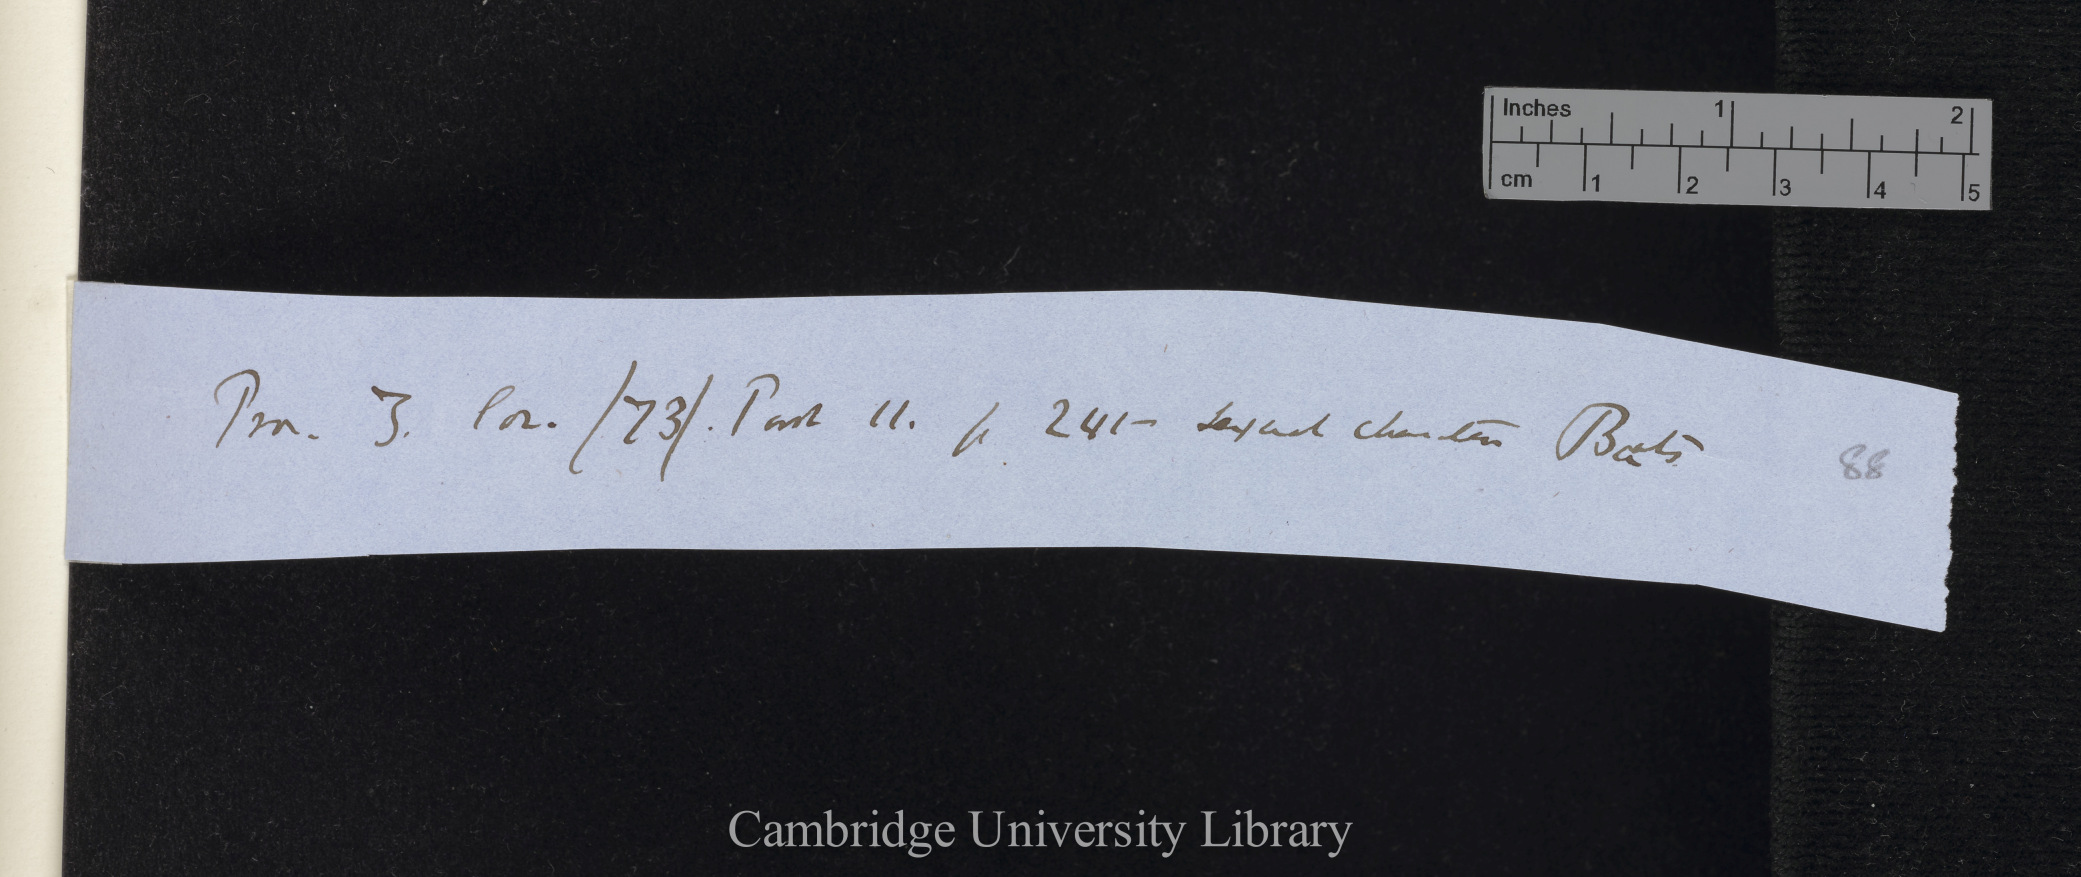 Inches 1 2
cm 1 2 3 4 5
Pro. Z. Soc. /73/. Part II. p. 241– sexual characters Bats
88
Cambridge University Library